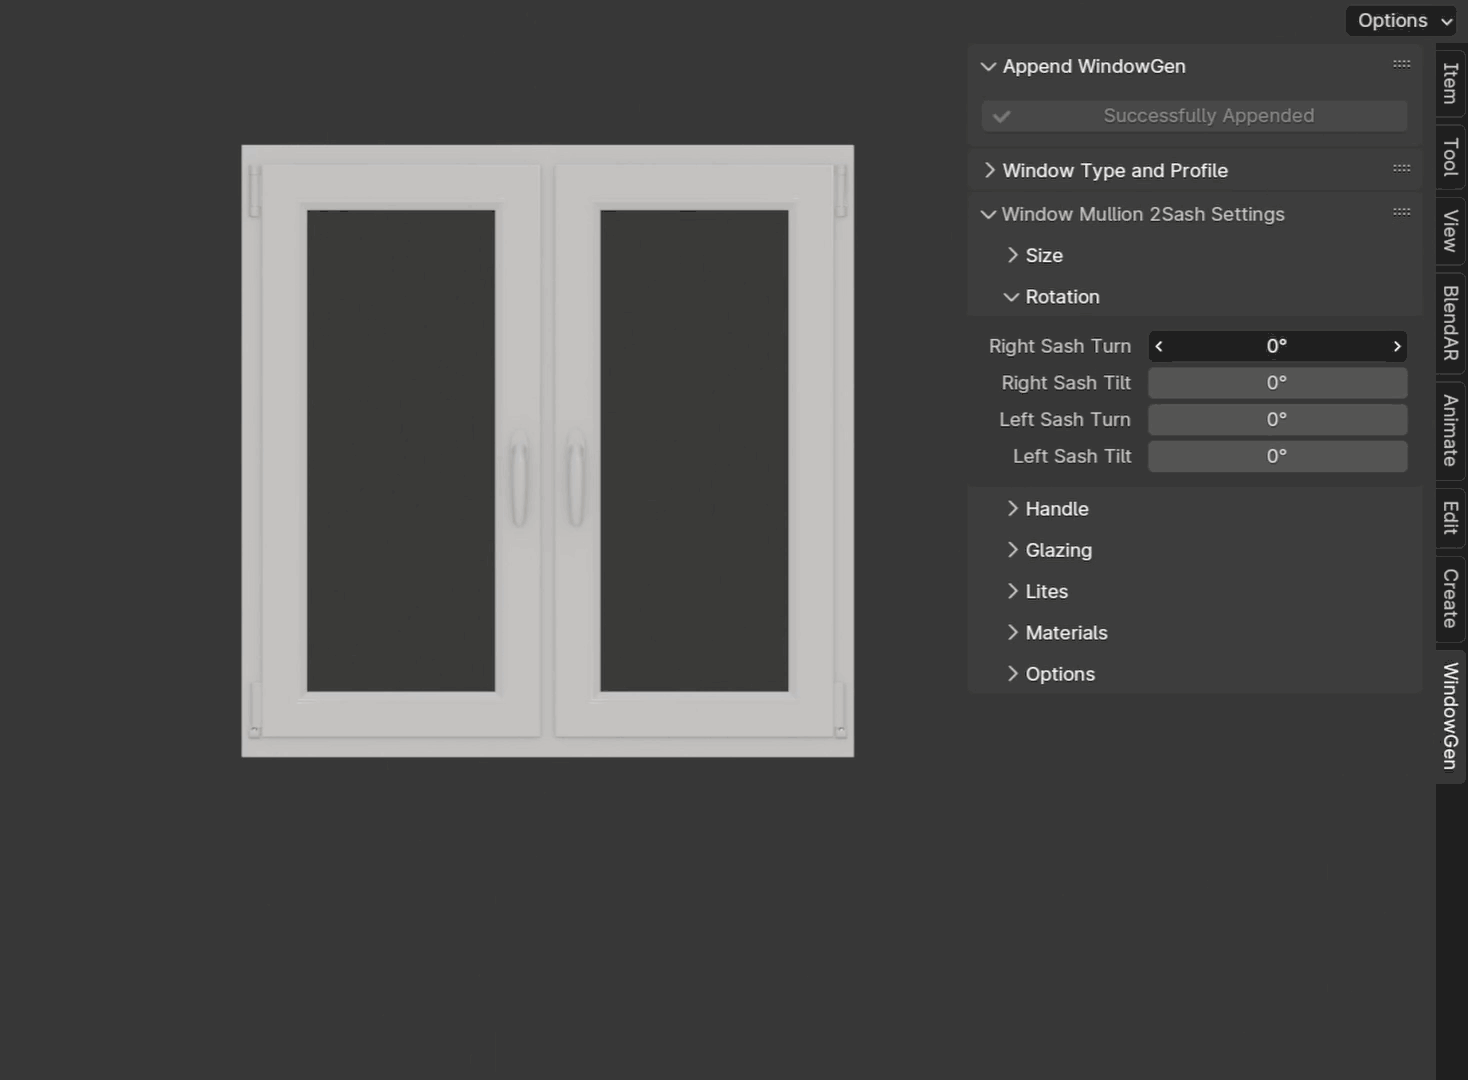 Options
Append WindowGen
Successfully Appended
Window Type and Profile
Window Mullion 2Sash Settings
Size
Rotation
Right Sash Turn 0°
Right Sash Tilt 0°
Left Sash Turn 0°
Left Sash Tilt 0°
Handle
Glazing
Lites
Materials
Options
Item
Tool
View
BlendAR
Animate
Edit
Create
WindowGen